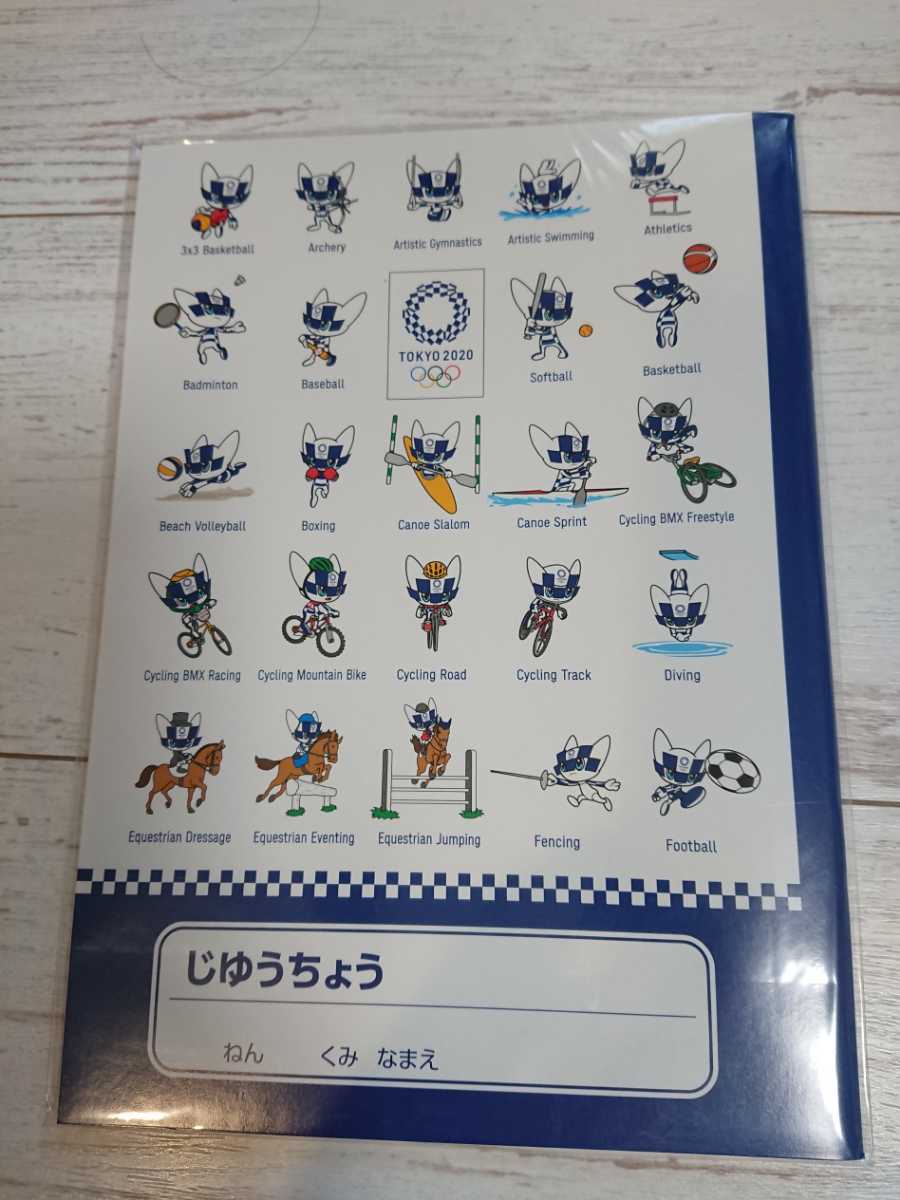 3x3 Basketball Archery Artistic Gymnastics Artistic Swimming Athletics
Badminton Baseball TOKYO 2020 Softball Basketball
Beach Volleyball Boxing Canoe Slalom Canoe Sprint Cycling BMX Freestyle
Cycling BMX Racing Cycling Mountain Bike Cycling Road Cycling Track Diving
Equestrian Dressage Equestrian Eventing Equestrian Jumping Fencing Football
じゆうちょう
ねん くみ なまえ